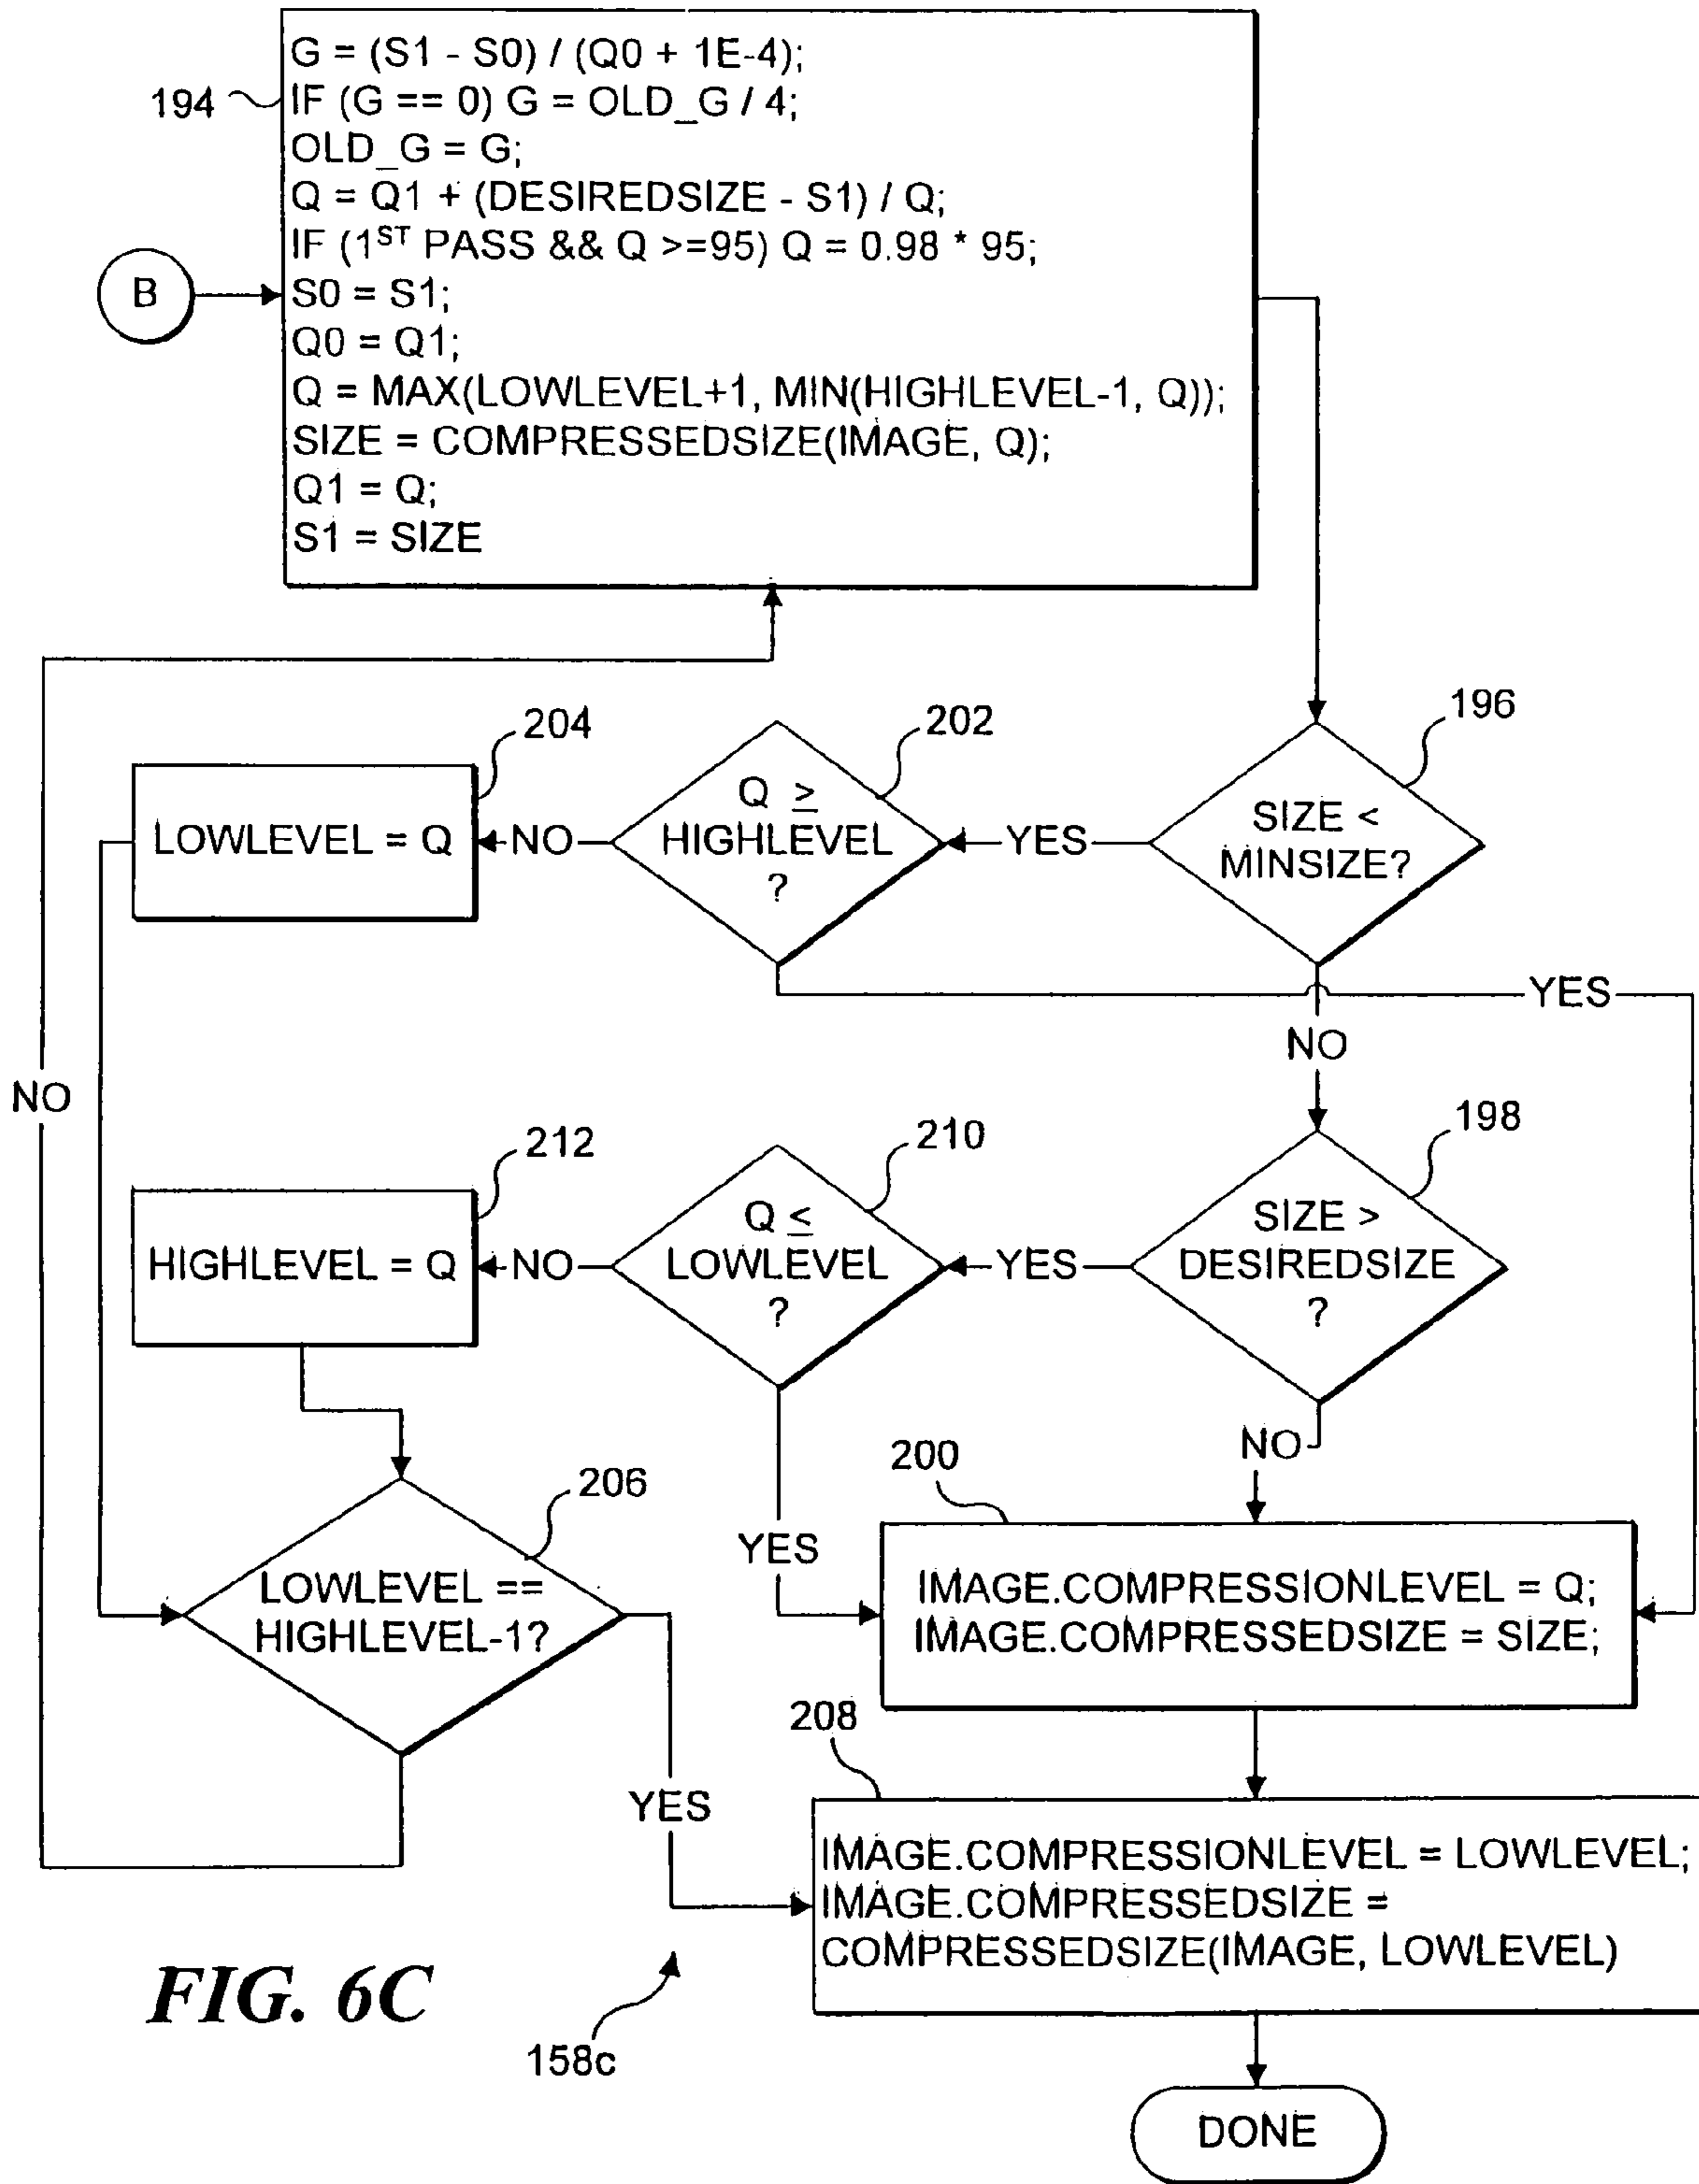 G = (S1 - S0) / (Q0 + 1E-4);
194
IF (G == 0) G = OLD_G / 4;
OLD_G = G;
Q = Q1 + (DESIREDSIZE - S1) / Q;
IF (1ST PASS && Q >=95) Q = 0.98 * 95;
B
S0 = S1;
Q0 = Q1;
Q = MAX(LOWLEVEL+1, MIN(HIGHLEVEL-1, Q));
SIZE = COMPRESSEDSIZE(IMAGE, Q);
Q1 = Q;
S1 = SIZE
204
202
196
LOWLEVEL = Q
NO
Q ≥
HIGHLEVEL
?
YES
SIZE <
MINSIZE?
YES
NO
NO
212
210
198
HIGHLEVEL = Q
NO
Q ≤
LOWLEVEL
?
YES
SIZE >
DESIREDSIZE
?
NO
200
206
YES
LOWLEVEL ==
HIGHLEVEL-1?
IMAGE.COMPRESSIONLEVEL = Q;
IMAGE.COMPRESSEDSIZE = SIZE;
208
YES
IMAGE.COMPRESSIONLEVEL = LOWLEVEL;
IMAGE.COMPRESSEDSIZE =
COMPRESSEDSIZE(IMAGE, LOWLEVEL)
FIG. 6C
158c
DONE